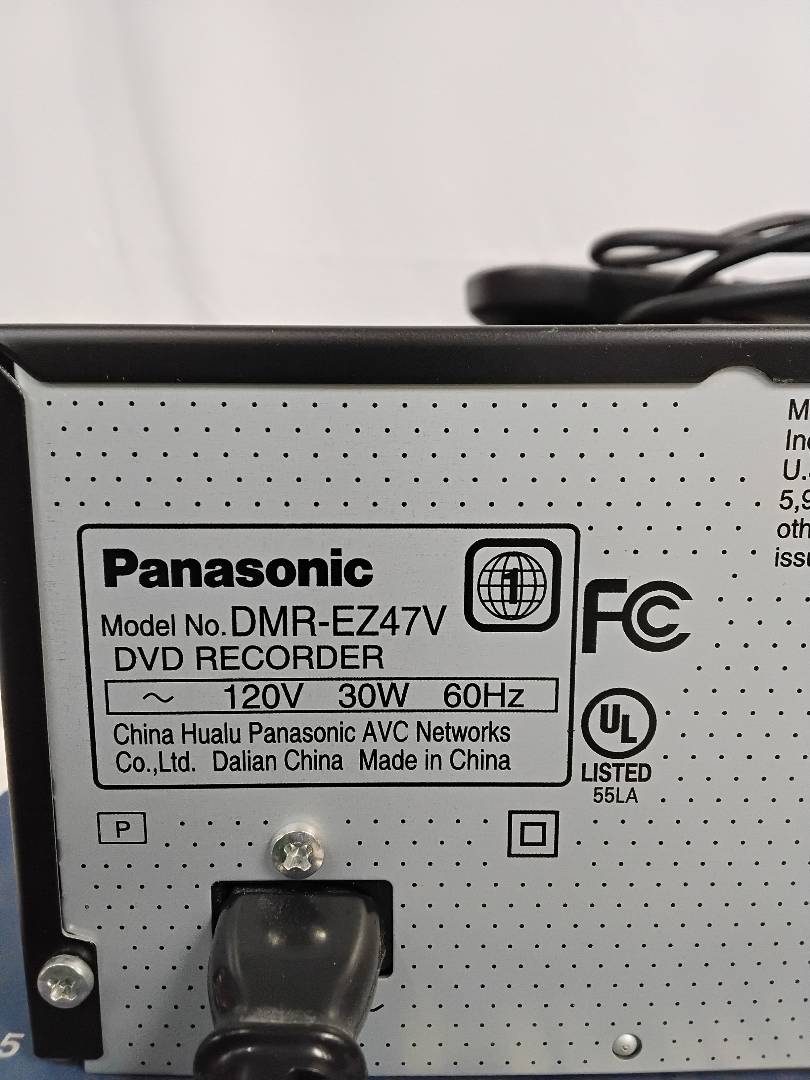 Panasonic
1
Model No. DMR-EZ47V
DVD RECORDER
~ 120V 30W 60Hz
China Hualu Panasonic AVC Networks
Co.,Ltd. Dalian China Made in China
FC
UL
LISTED
55LA
P
5